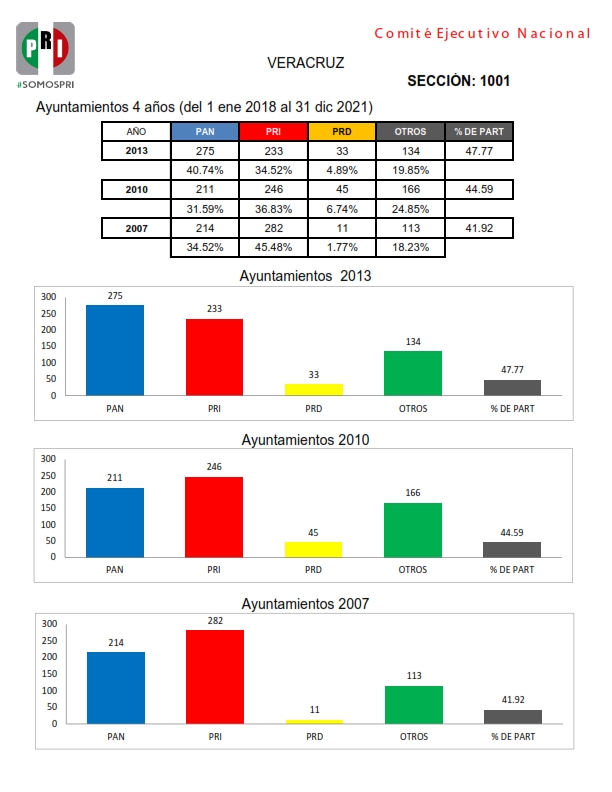 Comité Ejecutivo Nacional
PRI
#SOMOSPRI
VERACRUZ
SECCIÓN: 1001
Ayuntamientos 4 años (del 1 ene 2018 al 31 dic 2021)
AÑO PAN PRI PRD OTROS % DE PART
2013 275 233 33 134 47.77
40.74% 34.52% 4.89% 19.85%
2010 211 246 45 166 44.59
31.59% 36.83% 6.74% 24.85%
2007 214 282 11 113 41.92
34.52% 45.48% 1.77% 18.23%
Ayuntamientos 2013
300
250
200
150
100
50
0
275 233 33 134 47.77
PAN PRI PRD OTROS % DE PART
Ayuntamientos 2010
300
250
200
150
100
50
0
211 246 45 166 44.59
PAN PRI PRD OTROS % DE PART
Ayuntamientos 2007
300
250
200
150
100
50
0
214 282 11 113 41.92
PAN PRI PRD OTROS % DE PART